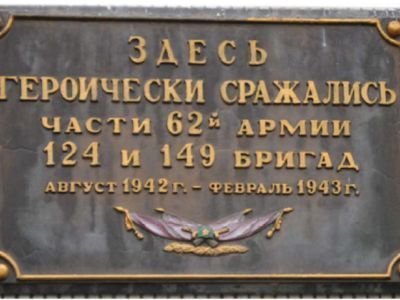 ЗДЕСЬ
ГЕРОИЧЕСКИ СРАЖАЛИСЬ
ЧАСТИ 62й АРМИИ
124 И 149 БРИГАД
АВГУСТ 1942 г. – ФЕВРАЛЬ 1943 г.